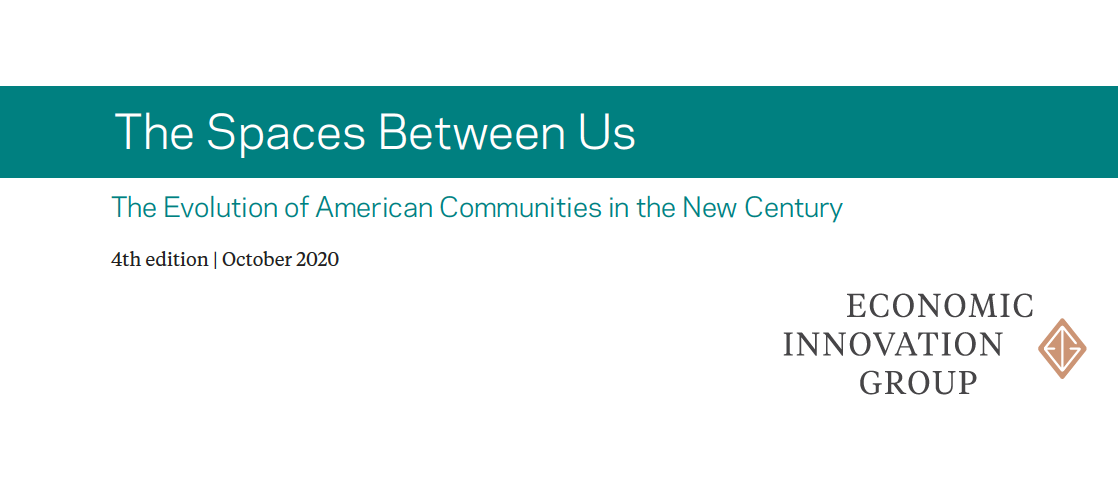 The Spaces Between Us
The Evolution of American Communities in the New Century
4th edition | October 2020
ECONOMIC
INNOVATION
GROUP